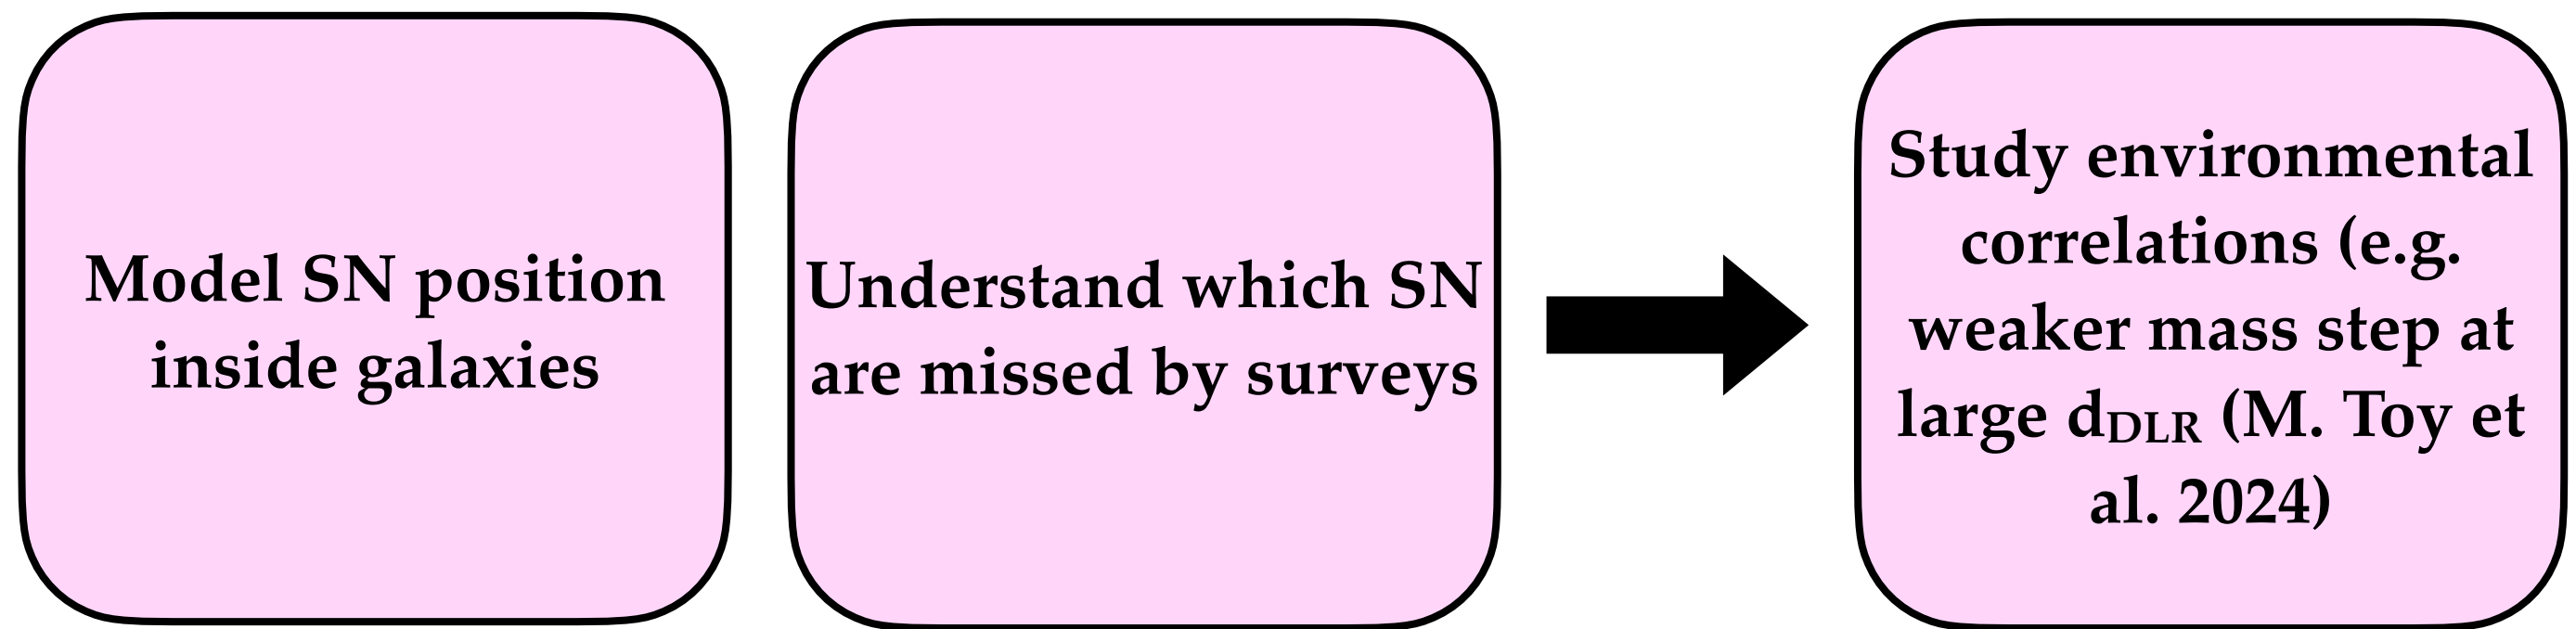 Model SN position
inside galaxies
Understand which SN
are missed by surveys
Study environmental
correlations (e.g.
weaker mass step at
large dDLR (M. Toy et
al. 2024)